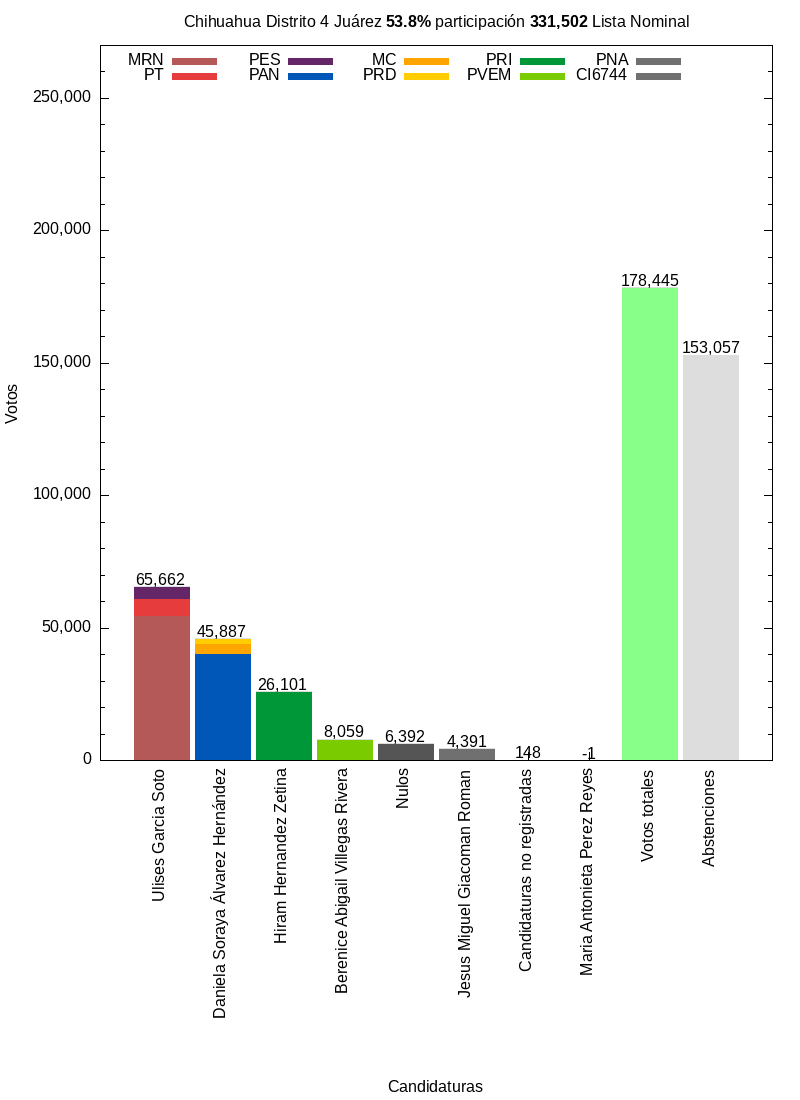 Chihuahua Distrito 4 Juárez 53.8% participación 331,502 Lista Nominal
MRN PES MC PRI PNA
PT PAN PRD PVEM CI6744
250,000
200,000
150,000
100,000
50,000
0
Votos
65,662
45,887
26,101
8,059
6,392
4,391
148
-1
178,445
153,057
Ulises Garcia Soto
Daniela Soraya Álvarez Hernández
Hiram Hernandez Zetina
Berenice Abigail Villegas Rivera
Nulos
Jesus Miguel Giacoman Roman
Candidaturas no registradas
Maria Antonieta Perez Reyes
Votos totales
Abstenciones
Candidaturas